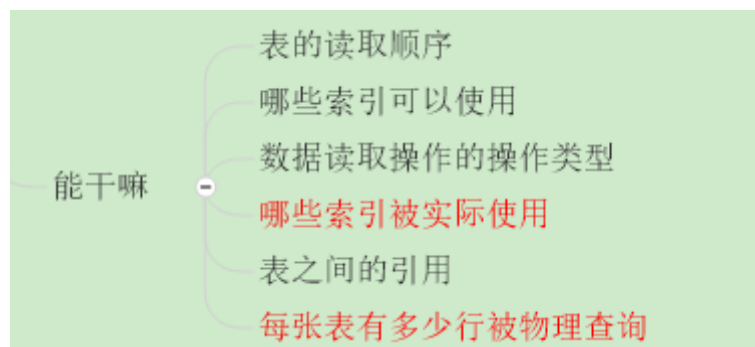 能干嘛
表的读取顺序
哪些索引可以使用
数据读取操作的操作类型
哪些索引被实际使用
表之间的引用
每张表有多少行被物理查询